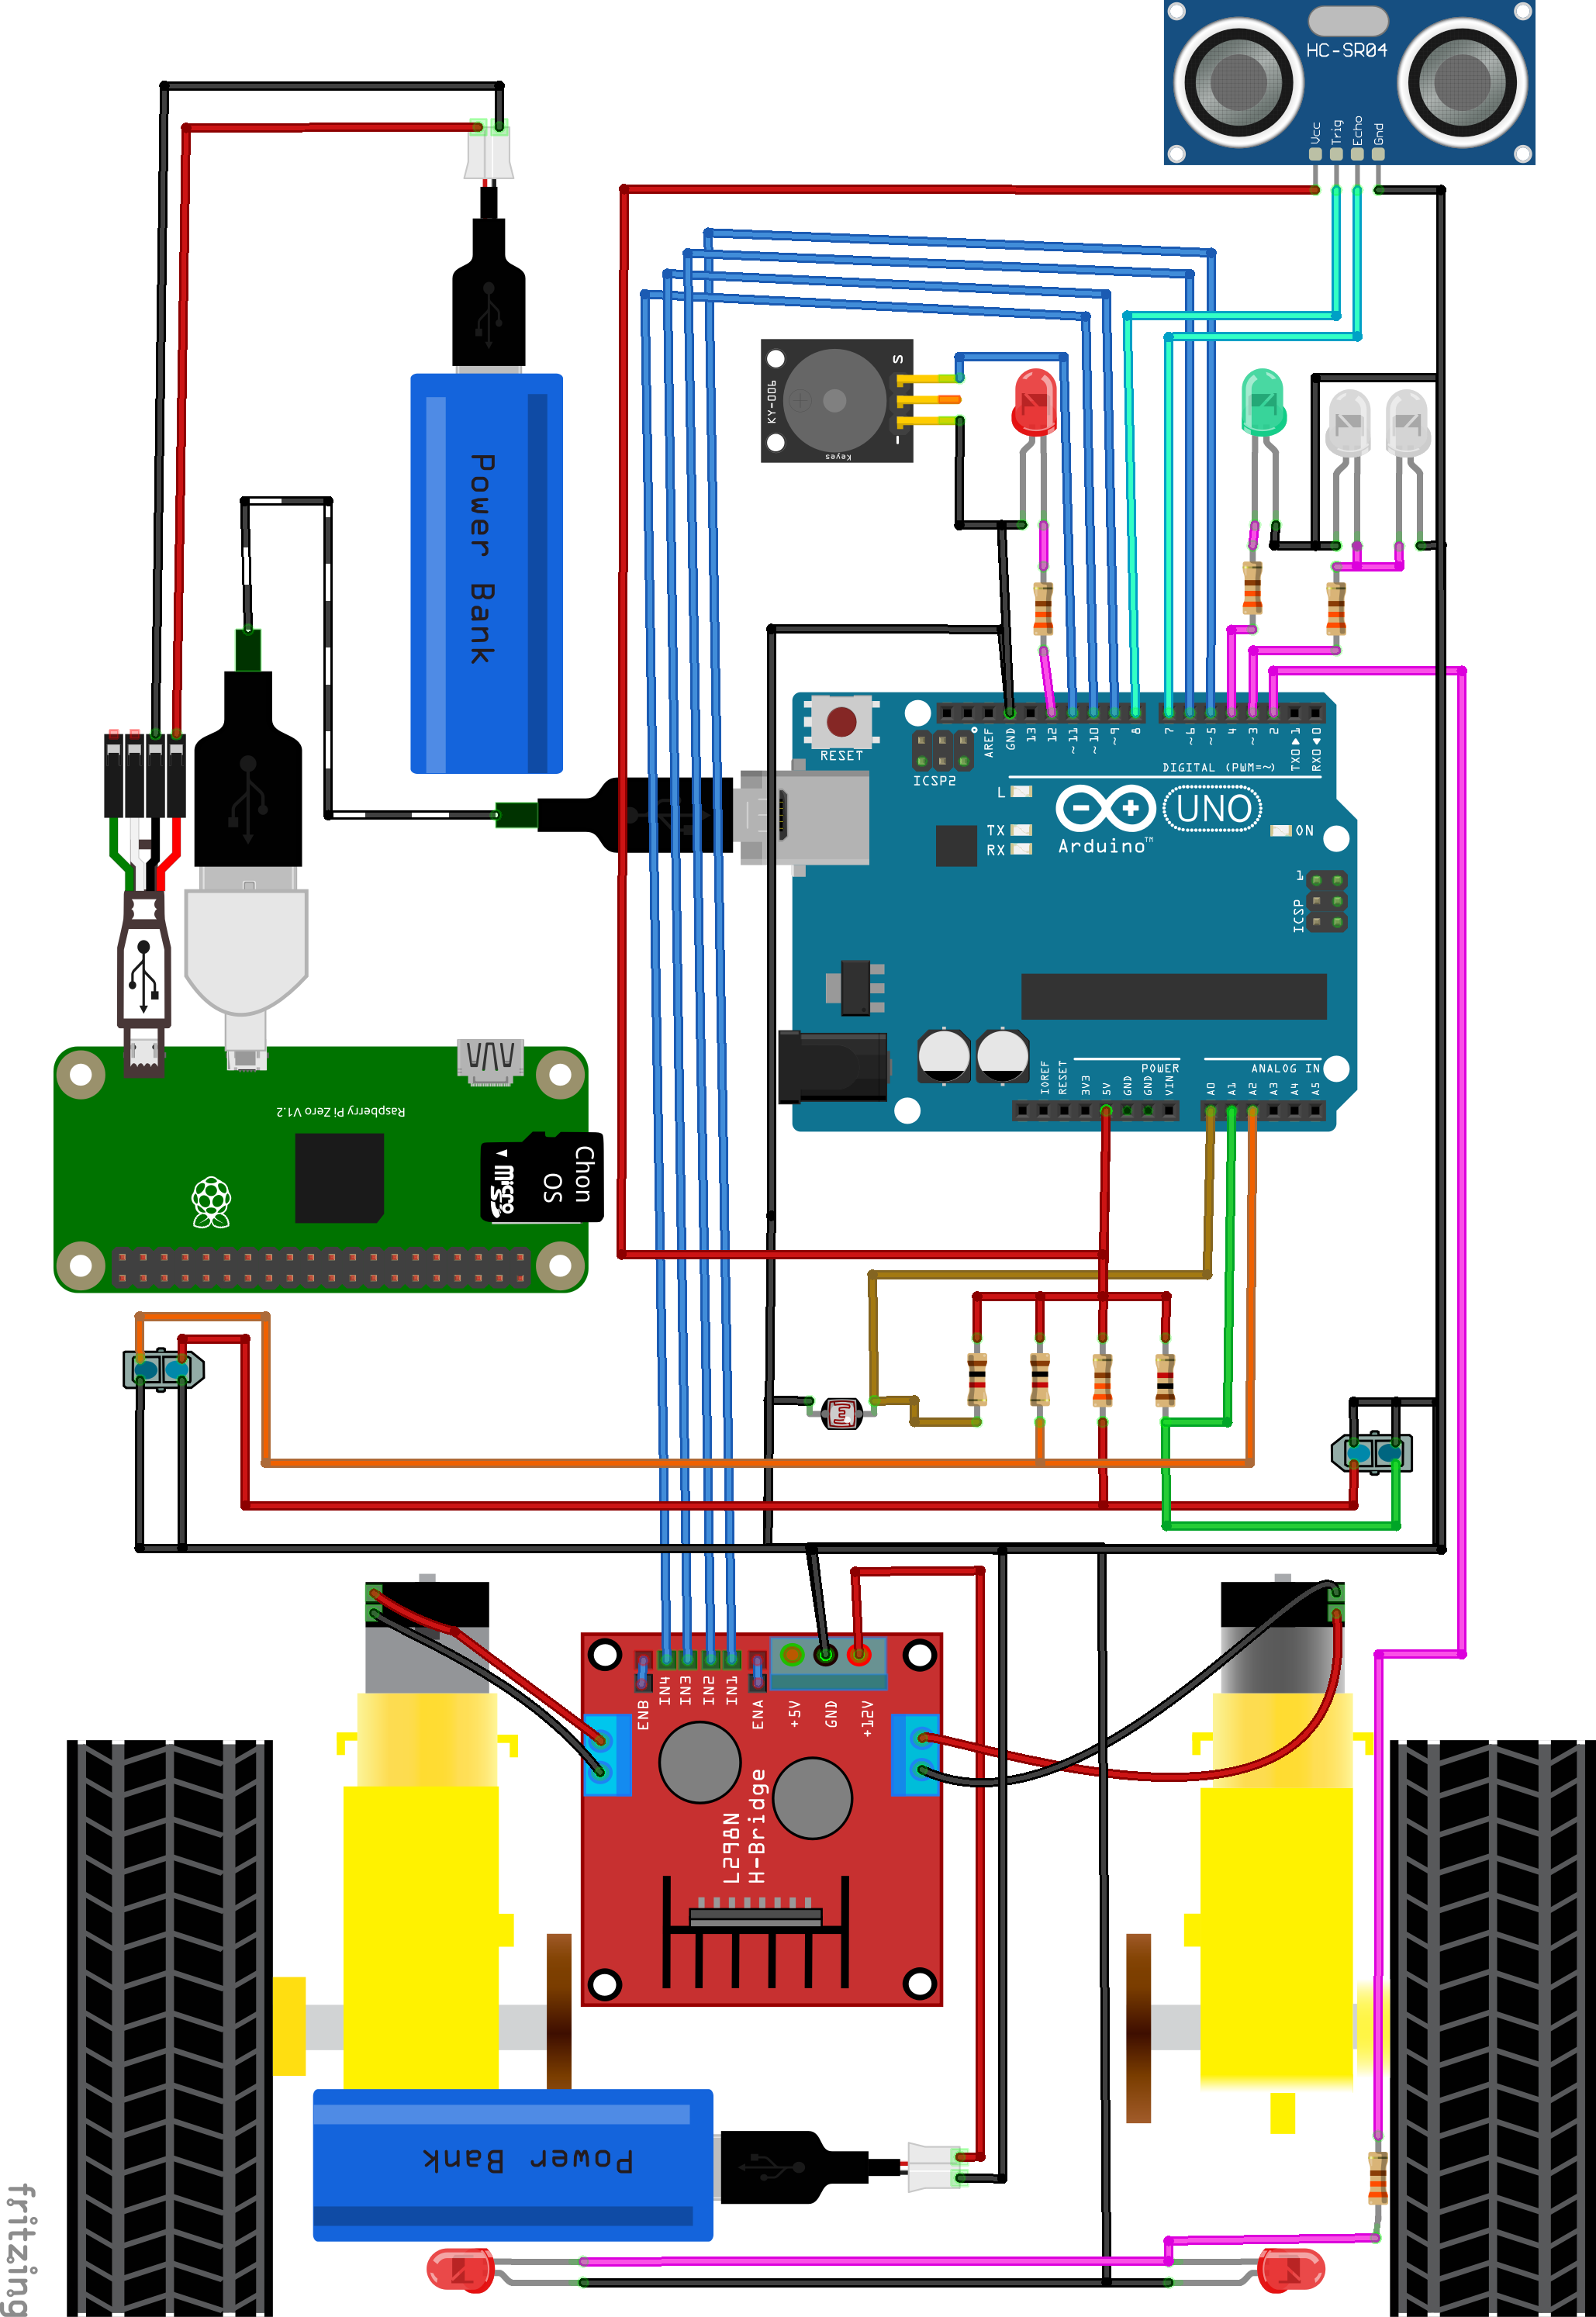 HC-SR04
Vcc
Trig
Echo
Gnd
KY-006
S
-
Keyes
Power Bank
RESET
ICSP2
AREF
GND
13
12
~11
~10
~9
8
7
~6
~5
4
~3
2
TX0▶1
RX0◀0
DIGITAL (PWM=~)
L
TX
RX
UNO
Arduino™
ON
1
ICSP
IOREF
RESET
3V3
5V
GND
GND
VIN
POWER
A0
A1
A2
A3
A4
A5
ANALOG IN
Raspberry Pi Zero V1.2
Chon
OS
micro
SD
ENB
IN4
IN3
IN2
IN1
ENA
+5V
GND
+12V
L298N
H-Bridge
Power Bank
fritzing